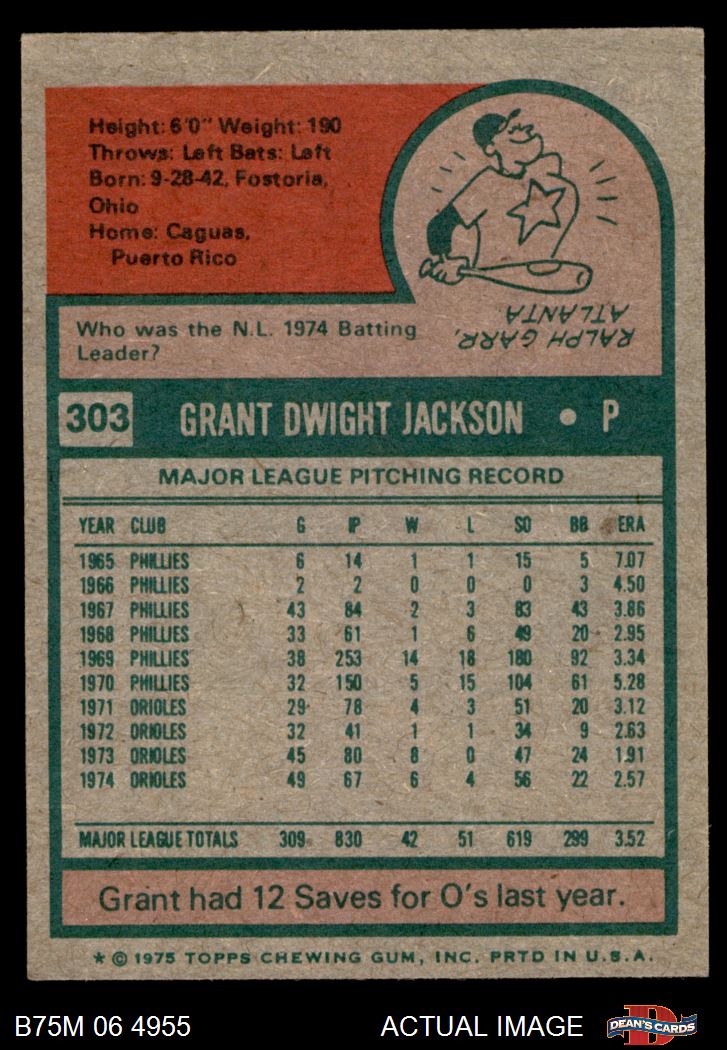 Height: 6'0" Weight: 190
Throws: Left Bats: Left
Born: 9-28-42, Fostoria,
Ohio
Home: Caguas,
Puerto Rico
Who was the N.L. 1974 Batting
Leader?
RALPH GARR,
ATLANTA
303 GRANT DWIGHT JACKSON • P
MAJOR LEAGUE PITCHING RECORD
YEAR CLUB G IP W L SO BB ERA
1965 PHILLIES 6 14 1 1 15 5 7.07
1966 PHILLIES 2 2 0 0 0 3 4.50
1967 PHILLIES 43 84 2 3 83 43 3.86
1968 PHILLIES 33 61 1 6 49 20 2.95
1969 PHILLIES 38 253 14 18 180 92 3.34
1970 PHILLIES 32 150 5 15 104 61 5.28
1971 ORIOLES 29 78 4 3 51 20 3.12
1972 ORIOLES 32 41 1 1 34 9 2.63
1973 ORIOLES 45 80 8 0 47 24 1.91
1974 ORIOLES 49 67 6 4 56 22 2.57
MAJOR LEAGUE TOTALS 309 830 42 51 619 299 3.52
Grant had 12 Saves for O's last year.
* © 1975 TOPPS CHEWING GUM, INC. PRTD IN U.S.A.
B75M 06 4955 ACTUAL IMAGE D DEAN'S CARDS